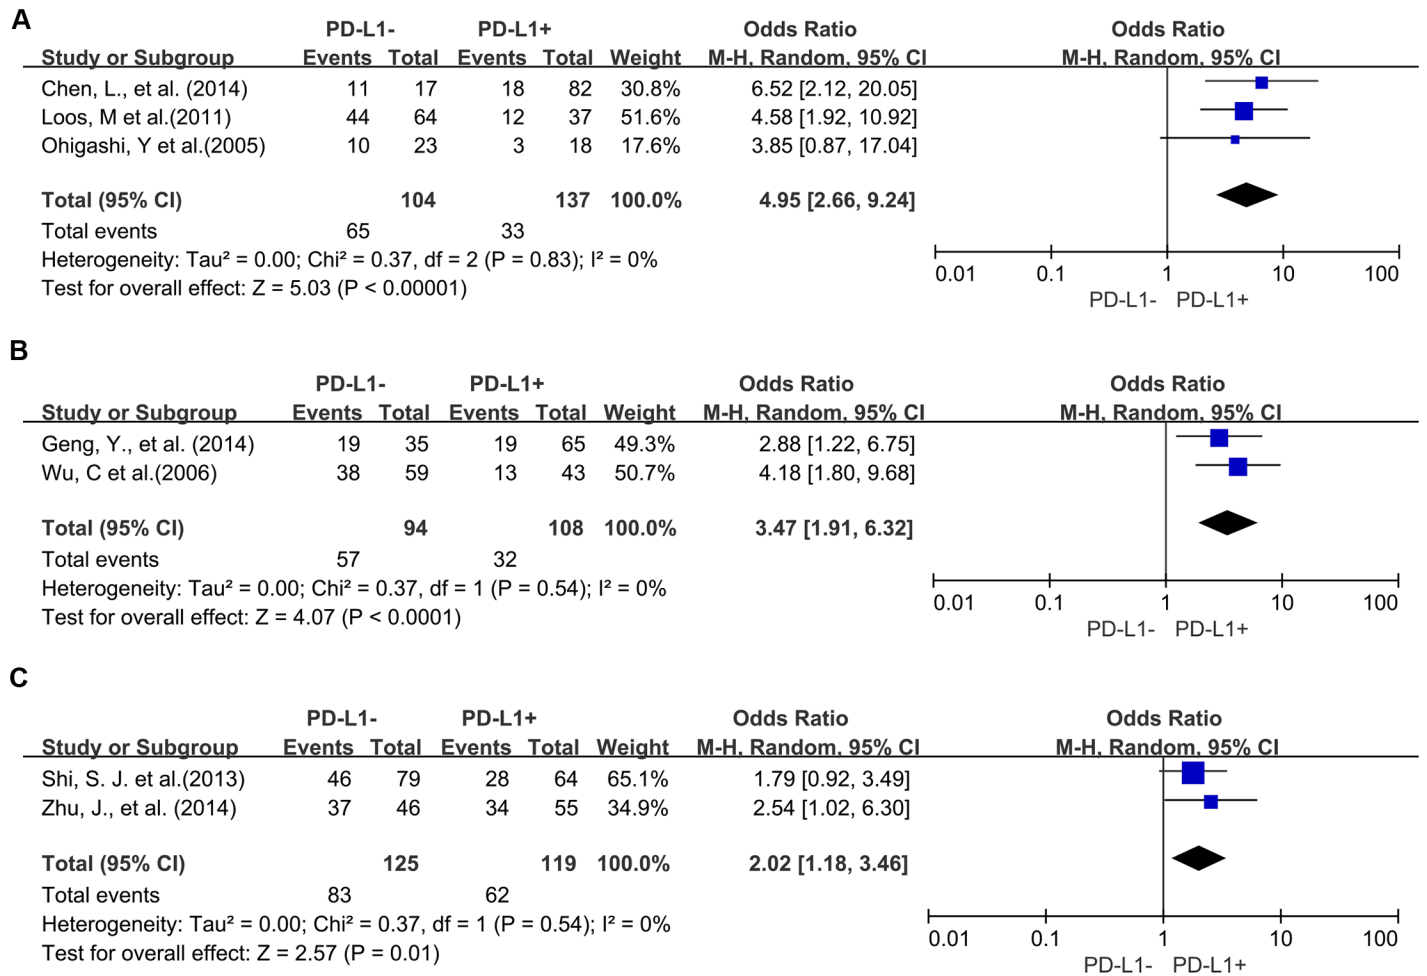 A
PD-L1- PD-L1+ Odds Ratio Odds Ratio
Study or Subgroup Events Total Events Total Weight M-H, Random, 95% CI M-H, Random, 95% CI
Chen, L., et al. (2014) 11 17 18 82 30.8% 6.52 [2.12, 20.05]
Loos, M et al.(2011) 44 64 12 37 51.6% 4.58 [1.92, 10.92]
Ohigashi, Y et al.(2005) 10 23 3 18 17.6% 3.85 [0.87, 17.04]
Total (95% CI) 104 137 100.0% 4.95 [2.66, 9.24]
Total events 65 33
Heterogeneity: Tau² = 0.00; Chi² = 0.37, df = 2 (P = 0.83); I² = 0%
Test for overall effect: Z = 5.03 (P < 0.00001)
0.01 0.1 1 10 100
PD-L1- PD-L1+
B
PD-L1- PD-L1+ Odds Ratio Odds Ratio
Study or Subgroup Events Total Events Total Weight M-H, Random, 95% CI M-H, Random, 95% CI
Geng, Y., et al. (2014) 19 35 19 65 49.3% 2.88 [1.22, 6.75]
Wu, C et al.(2006) 38 59 13 43 50.7% 4.18 [1.80, 9.68]
Total (95% CI) 94 108 100.0% 3.47 [1.91, 6.32]
Total events 57 32
Heterogeneity: Tau² = 0.00; Chi² = 0.37, df = 1 (P = 0.54); I² = 0%
Test for overall effect: Z = 4.07 (P < 0.0001)
0.01 0.1 1 10 100
PD-L1- PD-L1+
C
PD-L1- PD-L1+ Odds Ratio Odds Ratio
Study or Subgroup Events Total Events Total Weight M-H, Random, 95% CI M-H, Random, 95% CI
Shi, S. J. et al.(2013) 46 79 28 64 65.1% 1.79 [0.92, 3.49]
Zhu, J., et al. (2014) 37 46 34 55 34.9% 2.54 [1.02, 6.30]
Total (95% CI) 125 119 100.0% 2.02 [1.18, 3.46]
Total events 83 62
Heterogeneity: Tau² = 0.00; Chi² = 0.37, df = 1 (P = 0.54); I² = 0%
Test for overall effect: Z = 2.57 (P = 0.01)
0.01 0.1 1 10 100
PD-L1- PD-L1+